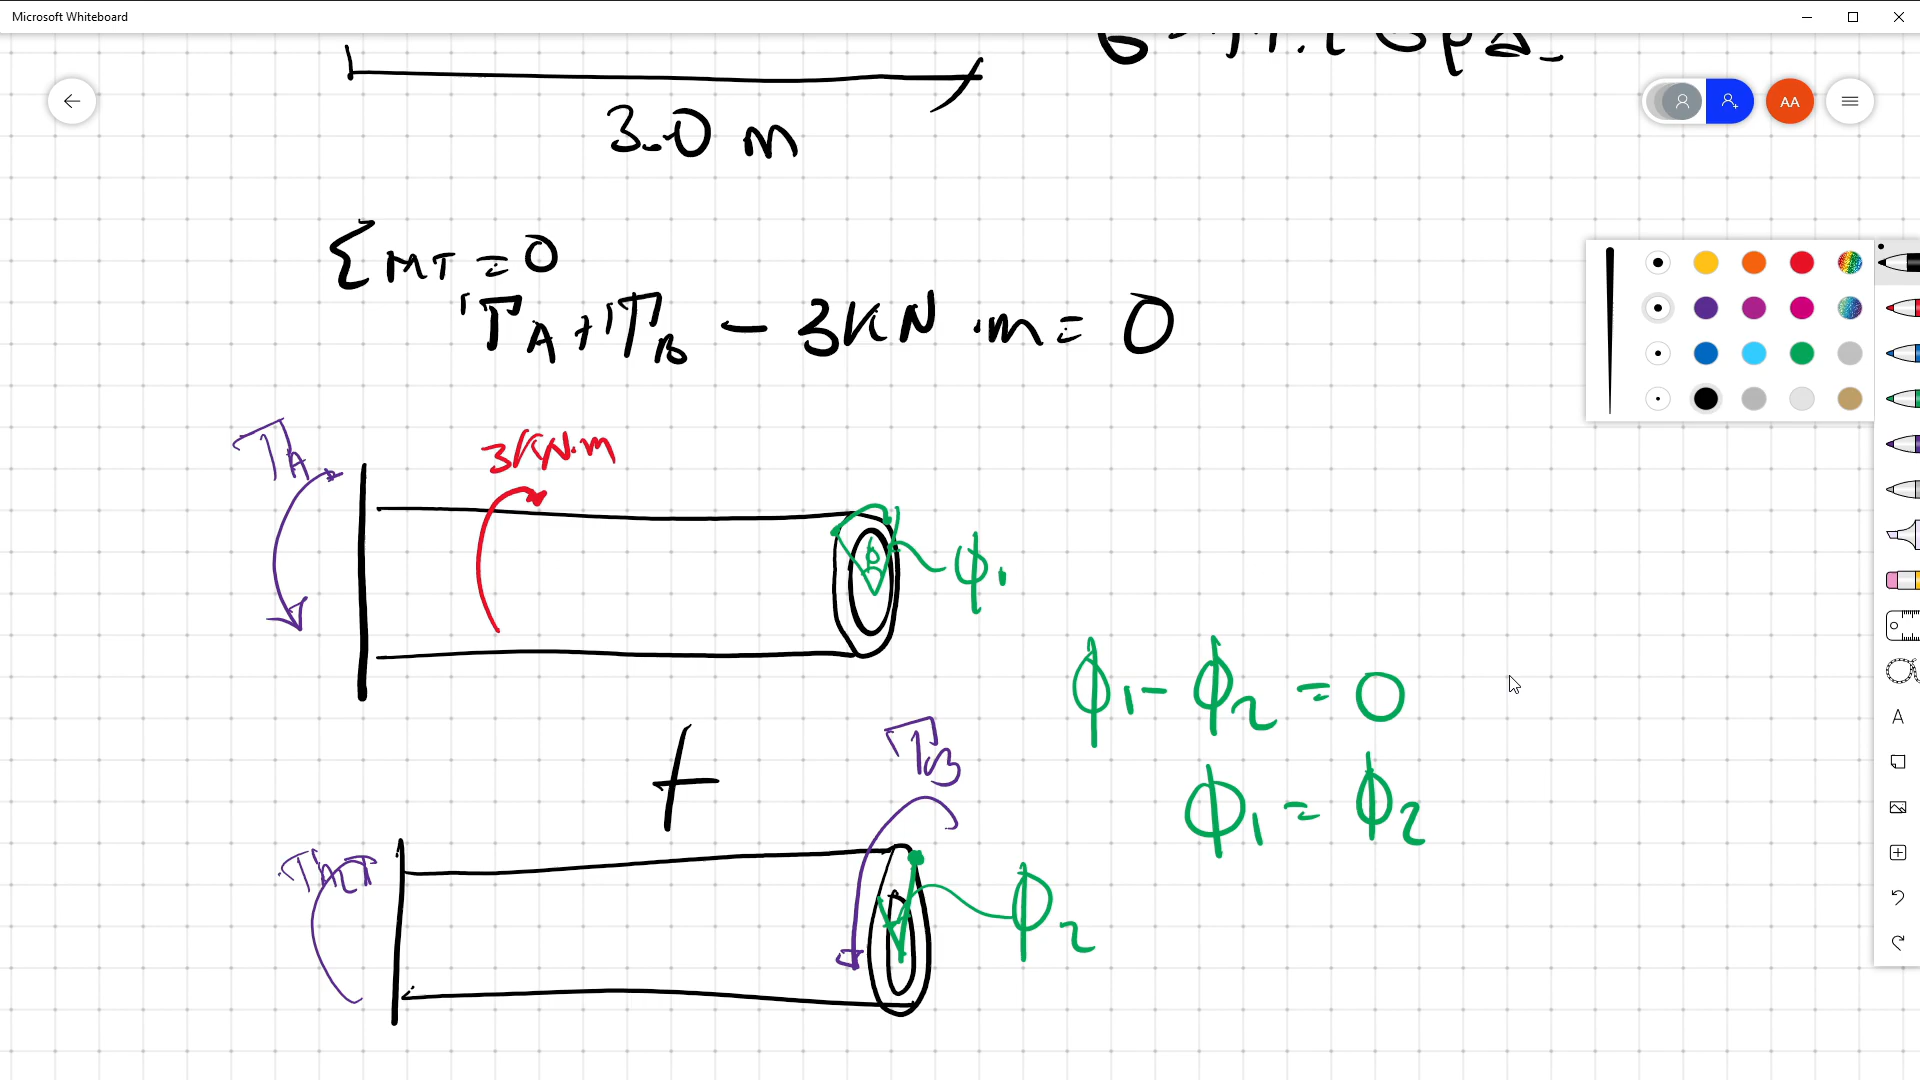 Microsoft Whiteboard
3.0 m
AA
ΣMT = 0
TA + TB - 3KN.m = 0
TA
3KN.m
ϕ1
ϕ1 - ϕ2 = 0
TB
ϕ1 = ϕ2
ϕ2
A